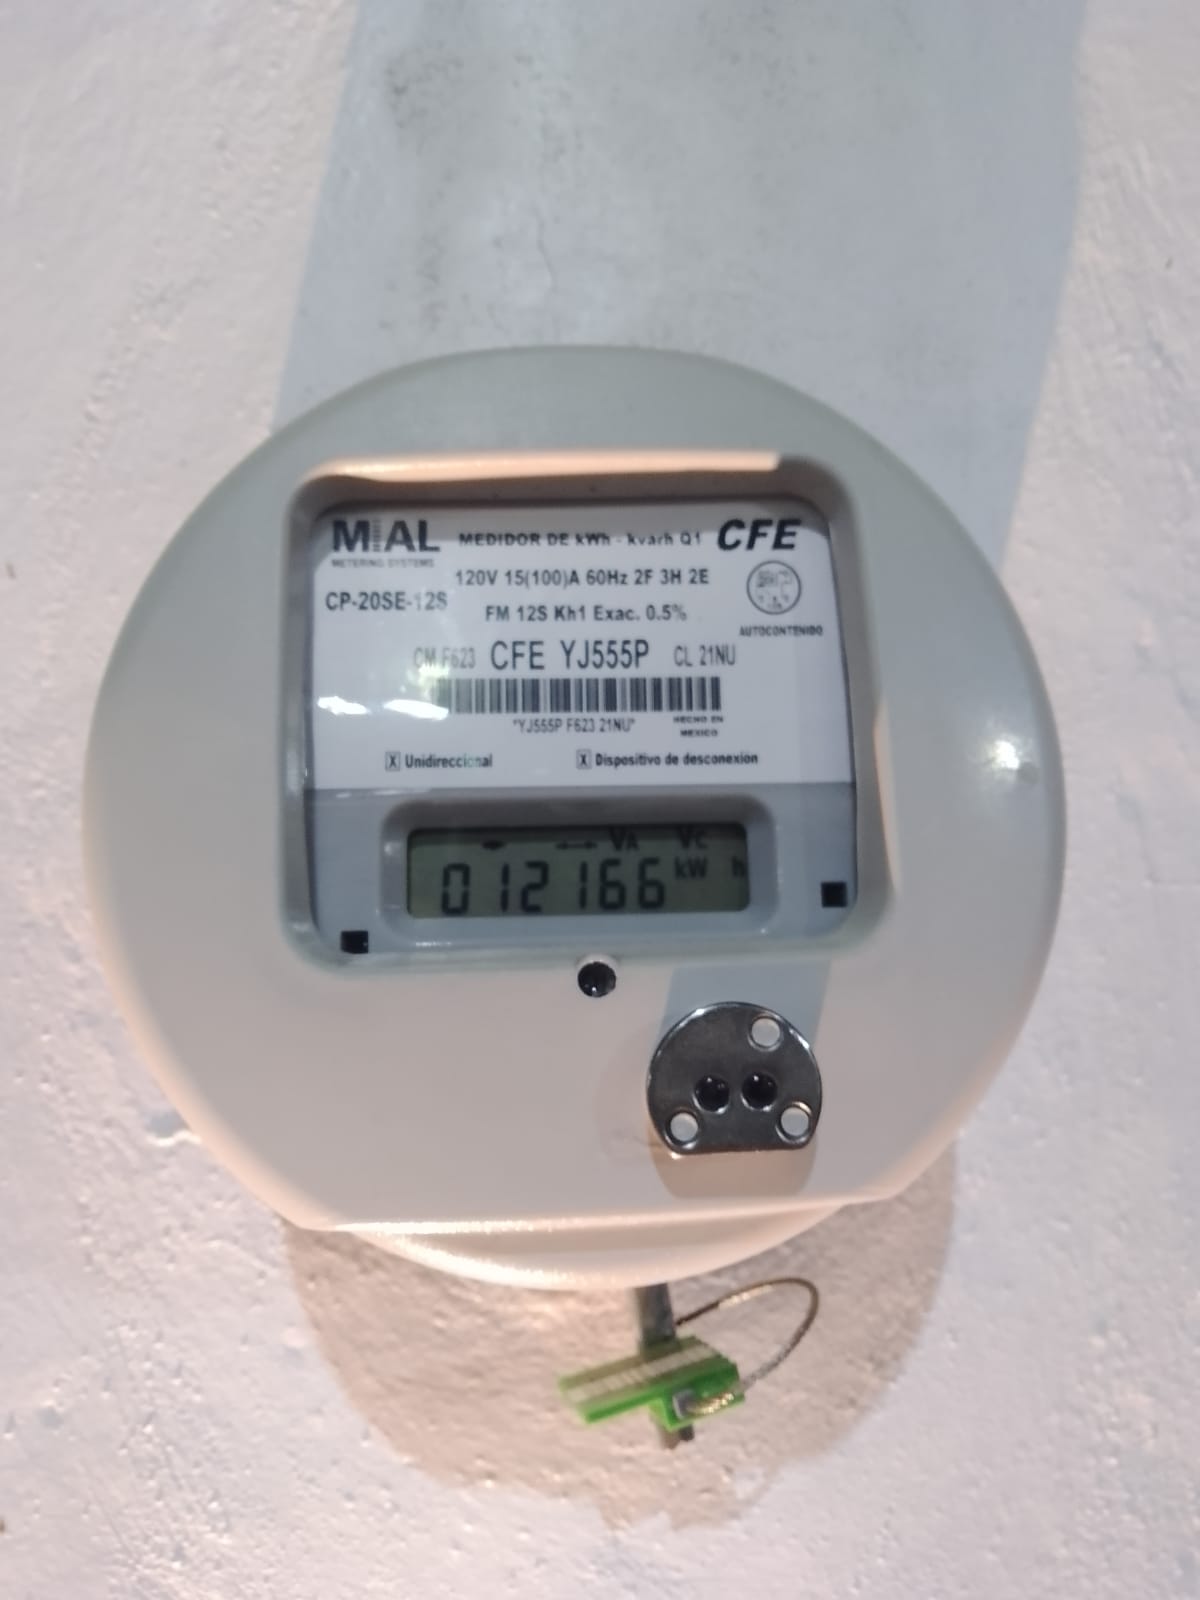 MIAL
METERING SYSTEMS
MEDIDOR DE kWh - kvarh Q1
CFE
120V 15(100)A 60Hz 2F 3H 2E
CP-20SE-12S
FM 12S Kh1 Exac. 0.5%
AUTOCONTENIDO
CM F623 CFE YJ555P CL 21NU
"YJ555P F623 21NU"
HECHO EN
MEXICO
X Unidireccional
X Dispositivo de desconexión
VA VC
012166 kW h